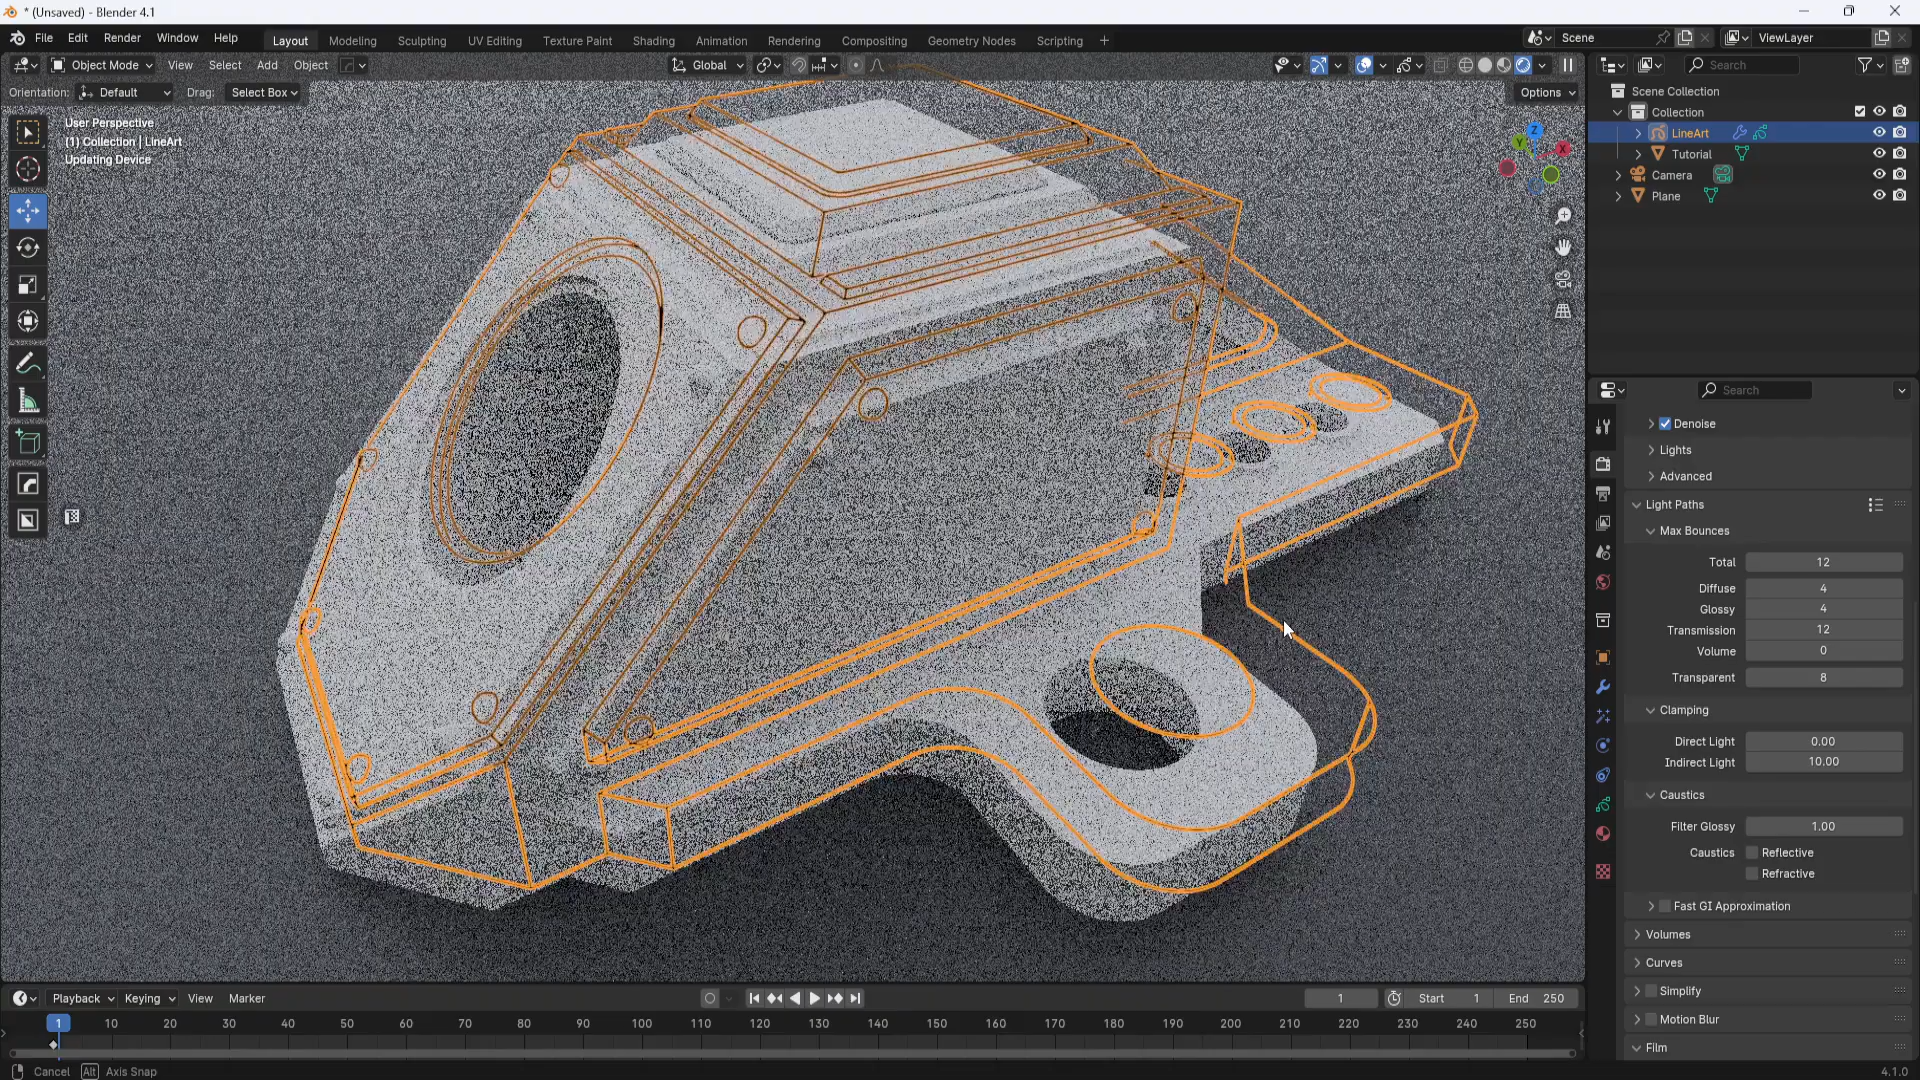 * (Unsaved) - Blender 4.1
File Edit Render Window Help
Layout Modeling Sculpting UV Editing Texture Paint Shading Animation Rendering Compositing Geometry Nodes Scripting +
Scene
ViewLayer
Object Mode View Select Add Object
Global
Search
Orientation: Default Drag: Select Box
Options
Scene Collection
Collection
LineArt
Tutorial
Camera
Plane
User Perspective
(1) Collection | LineArt
Updating Device
Z
Y
X
Search
Denoise
Lights
Advanced
Light Paths
Max Bounces
Total 12
Diffuse 4
Glossy 4
Transmission 12
Volume 0
Transparent 8
Clamping
Direct Light 0.00
Indirect Light 10.00
Caustics
Filter Glossy 1.00
Caustics Reflective
Refractive
Fast GI Approximation
Volumes
Curves
Simplify
Motion Blur
Film
Playback Keying View Marker
1
Start 1 End 250
1 10 20 30 40 50 60 70 80 90 100 110 120 130 140 150 160 170 180 190 200 210 220 230 240 250
Cancel Alt Axis Snap
4.1.0